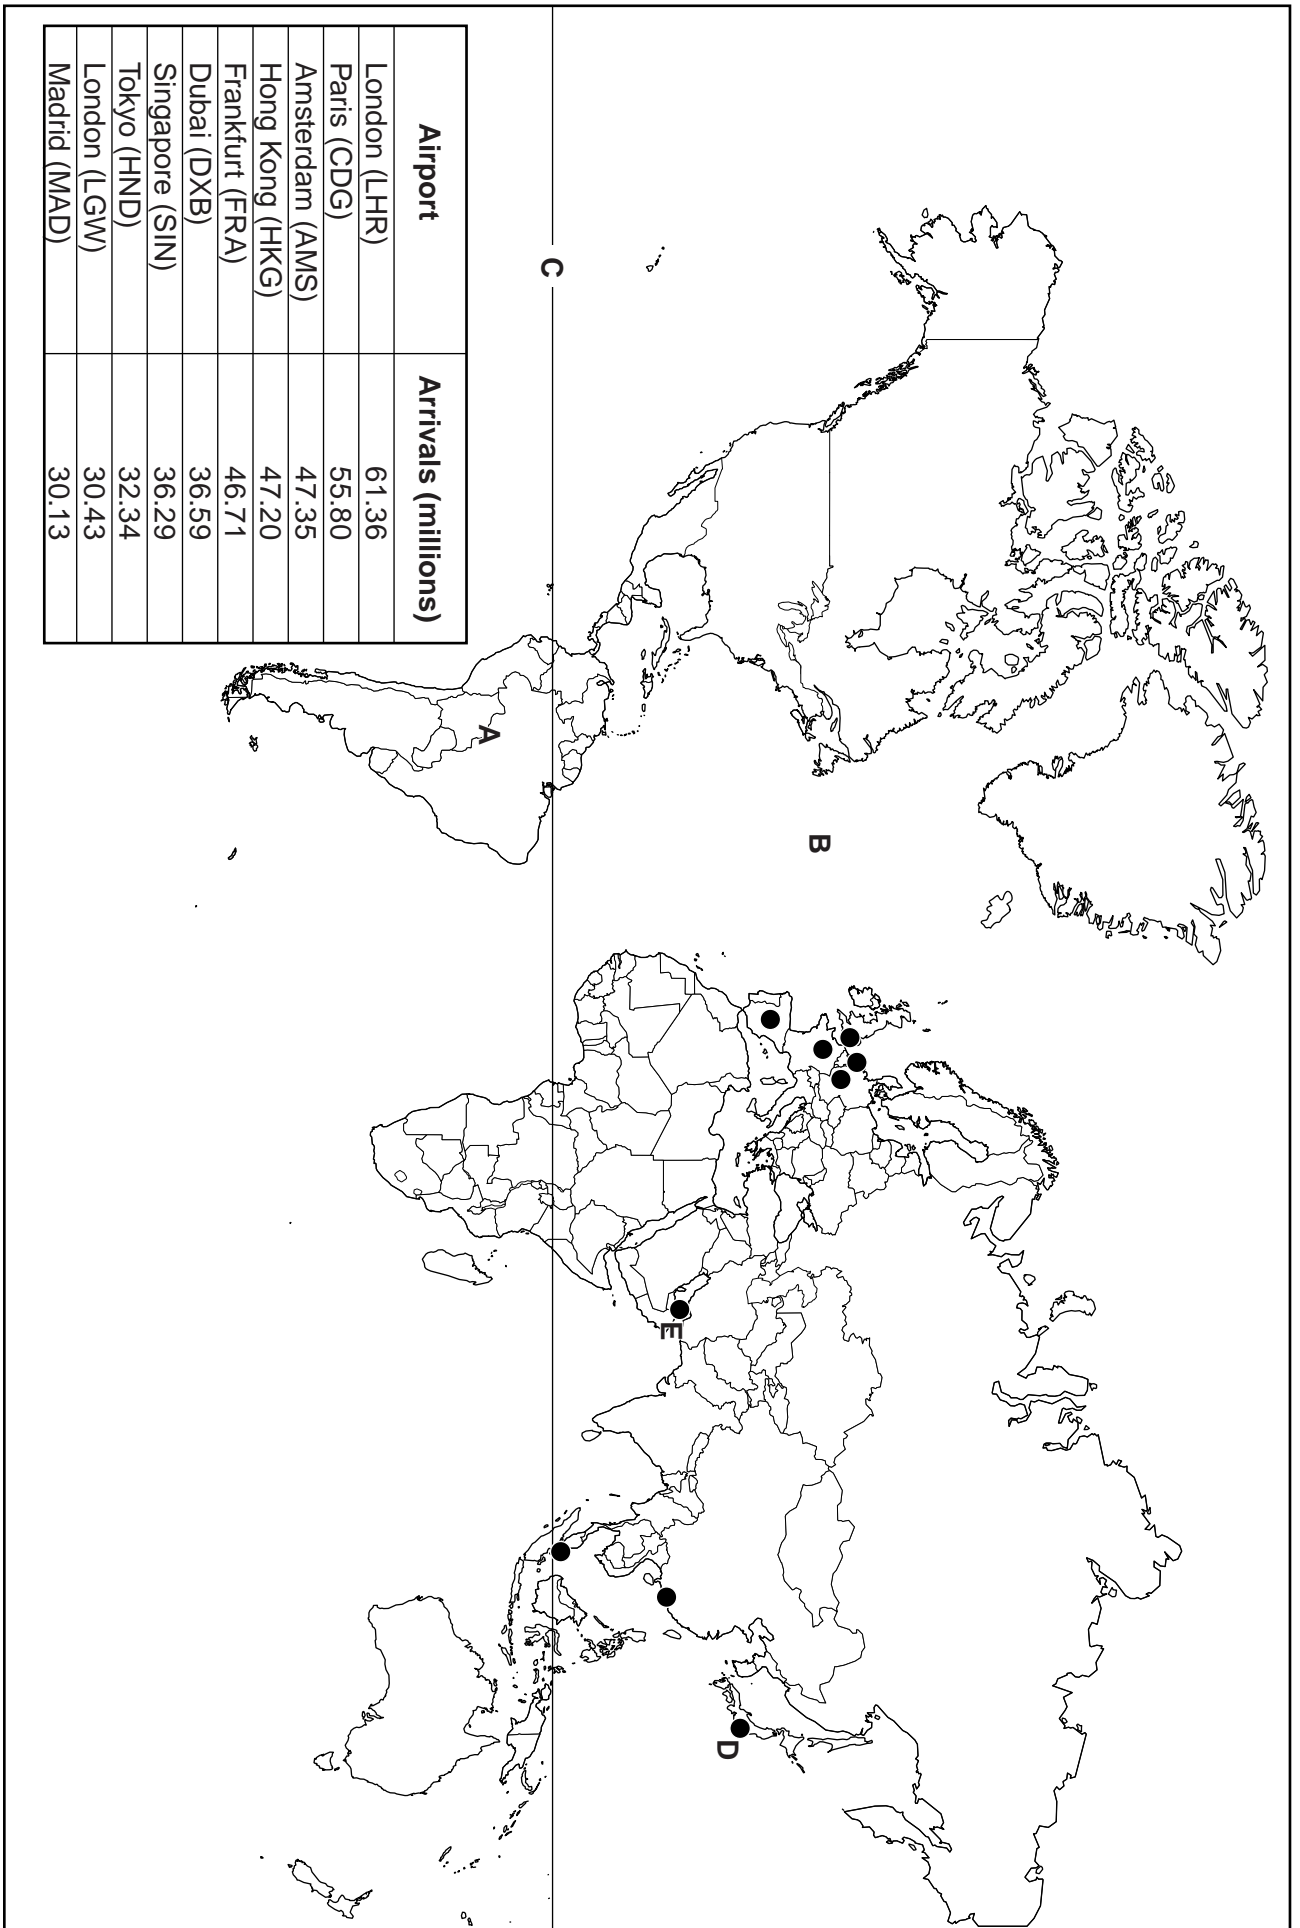 B
E
D
C
A
Airport Arrivals (millions)
London (LHR) 61.36
Paris (CDG) 55.80
Amsterdam (AMS) 47.35
Hong Kong (HKG) 47.20
Frankfurt (FRA) 46.71
Dubai (DXB) 36.59
Singapore (SIN) 36.29
Tokyo (HND) 32.34
London (LGW) 30.43
Madrid (MAD) 30.13